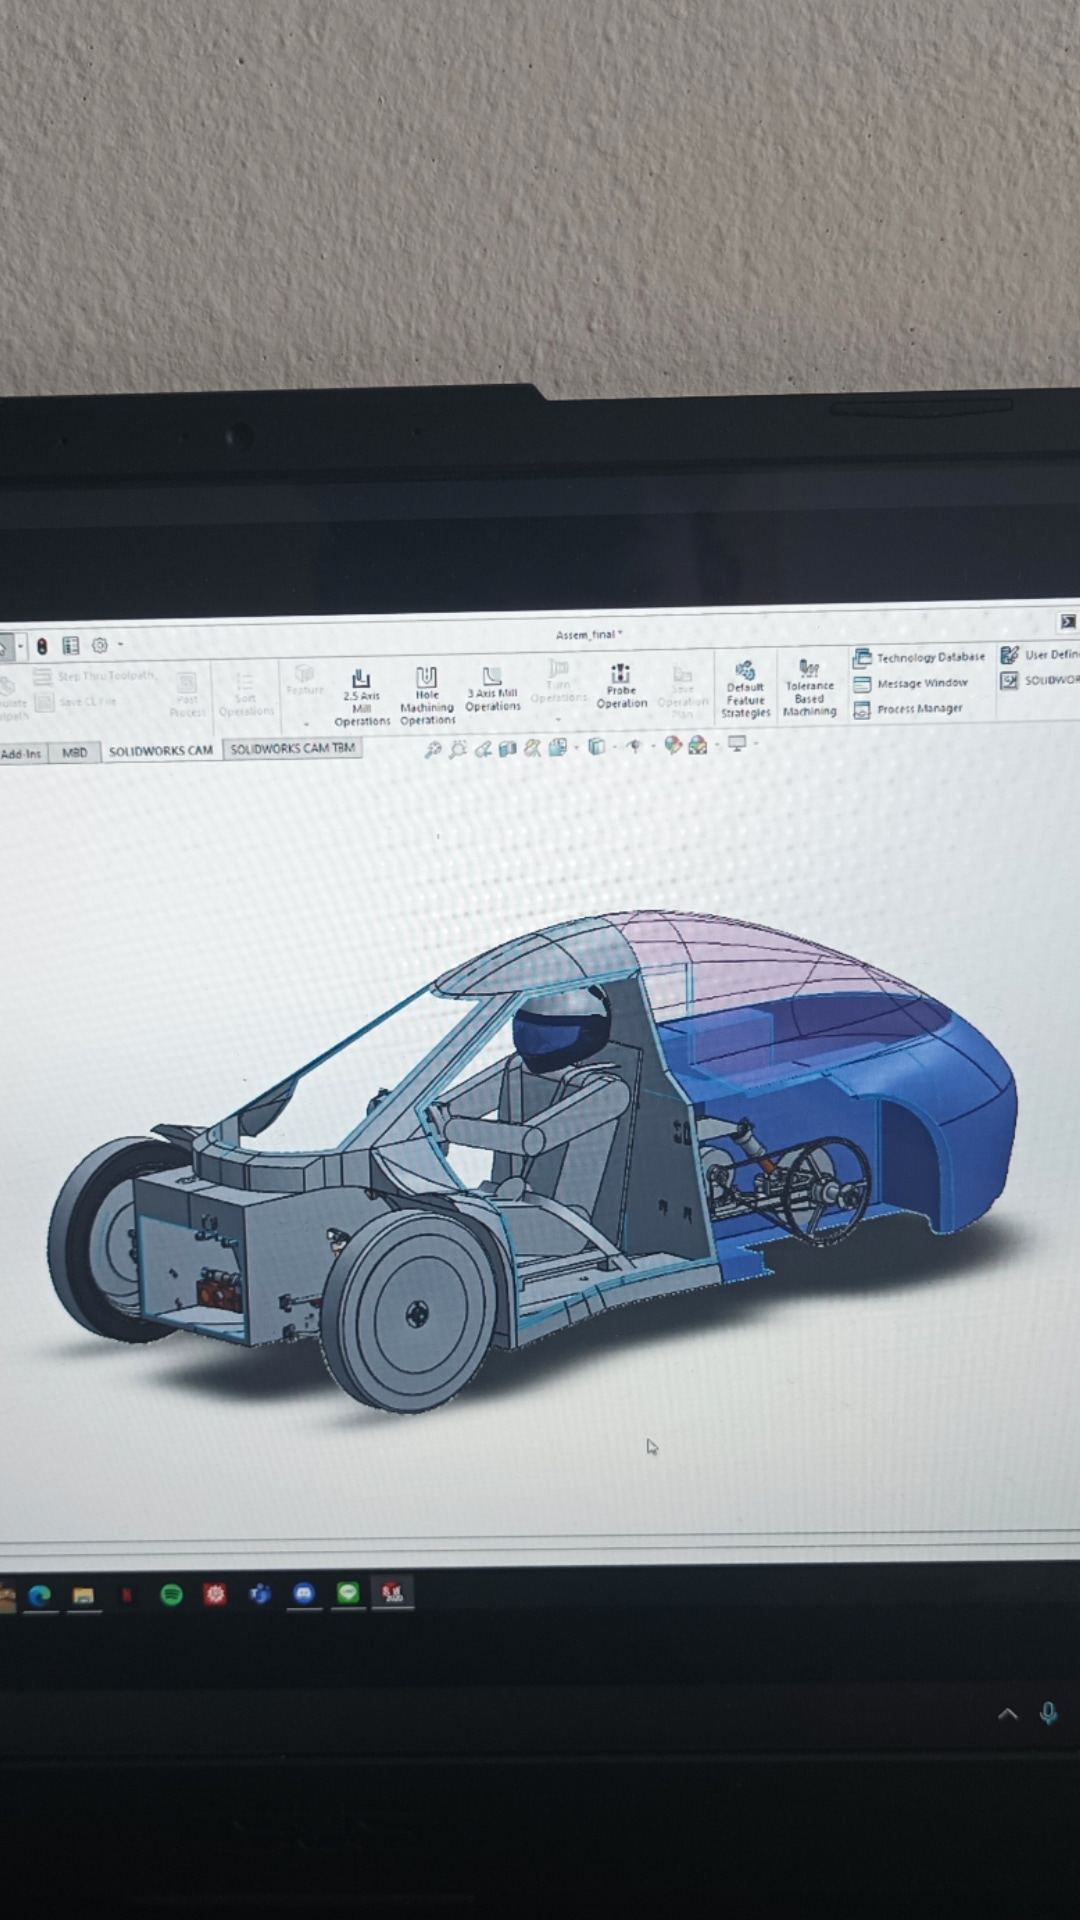 Assem_final *
Step Thru Toolpath
Save CL File
Post
Process
Sort
Operations
Feature
2.5 Axis
Mill
Operations
Hole
Machining
Operations
3 Axis Mill
Operations
Turn
Operations
Probe
Operation
Save
Operation
Plan
Default
Feature
Strategies
Tolerance
Based
Machining
Technology Database
Message Window
Process Manager
User Defin
SOLIDWOR
Add-Ins
MBD
SOLIDWORKS CAM
SOLIDWORKS CAM TBM
2020